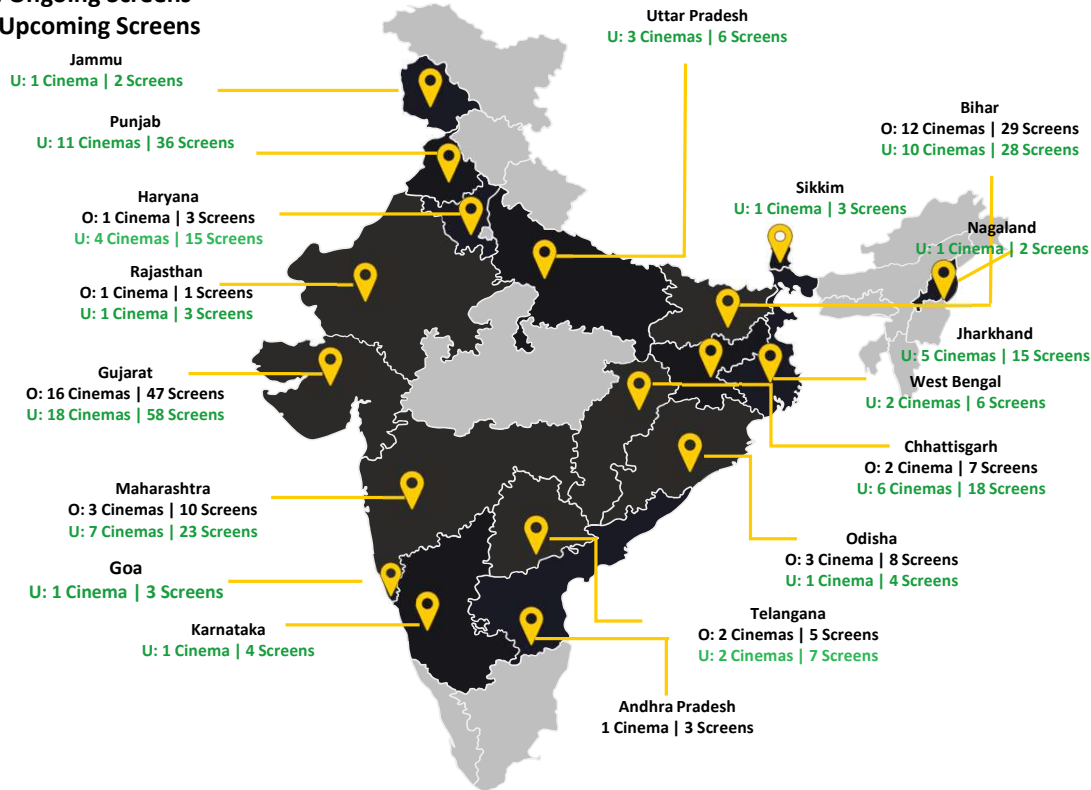 Ongoing Screens
Upcoming Screens
Jammu
U: 1 Cinema | 2 Screens
Punjab
U: 11 Cinemas | 36 Screens
Haryana
O: 1 Cinema | 3 Screens
U: 4 Cinemas | 15 Screens
Rajasthan
O: 1 Cinema | 1 Screens
U: 1 Cinema | 3 Screens
Gujarat
O: 16 Cinemas | 47 Screens
U: 18 Cinemas | 58 Screens
Maharashtra
O: 3 Cinemas | 10 Screens
U: 7 Cinemas | 23 Screens
Goa
U: 1 Cinema | 3 Screens
Karnataka
U: 1 Cinema | 4 Screens
Uttar Pradesh
U: 3 Cinemas | 6 Screens
Bihar
O: 12 Cinemas | 29 Screens
U: 10 Cinemas | 28 Screens
Sikkim
U: 1 Cinema | 3 Screens
Nagaland
U: 1 Cinema | 2 Screens
Jharkhand
U: 5 Cinemas | 15 Screens
West Bengal
U: 2 Cinemas | 6 Screens
Chhattisgarh
O: 2 Cinema | 7 Screens
U: 6 Cinemas | 18 Screens
Odisha
O: 3 Cinema | 8 Screens
U: 1 Cinema | 4 Screens
Telangana
O: 2 Cinemas | 5 Screens
U: 2 Cinemas | 7 Screens
Andhra Pradesh
1 Cinema | 3 Screens